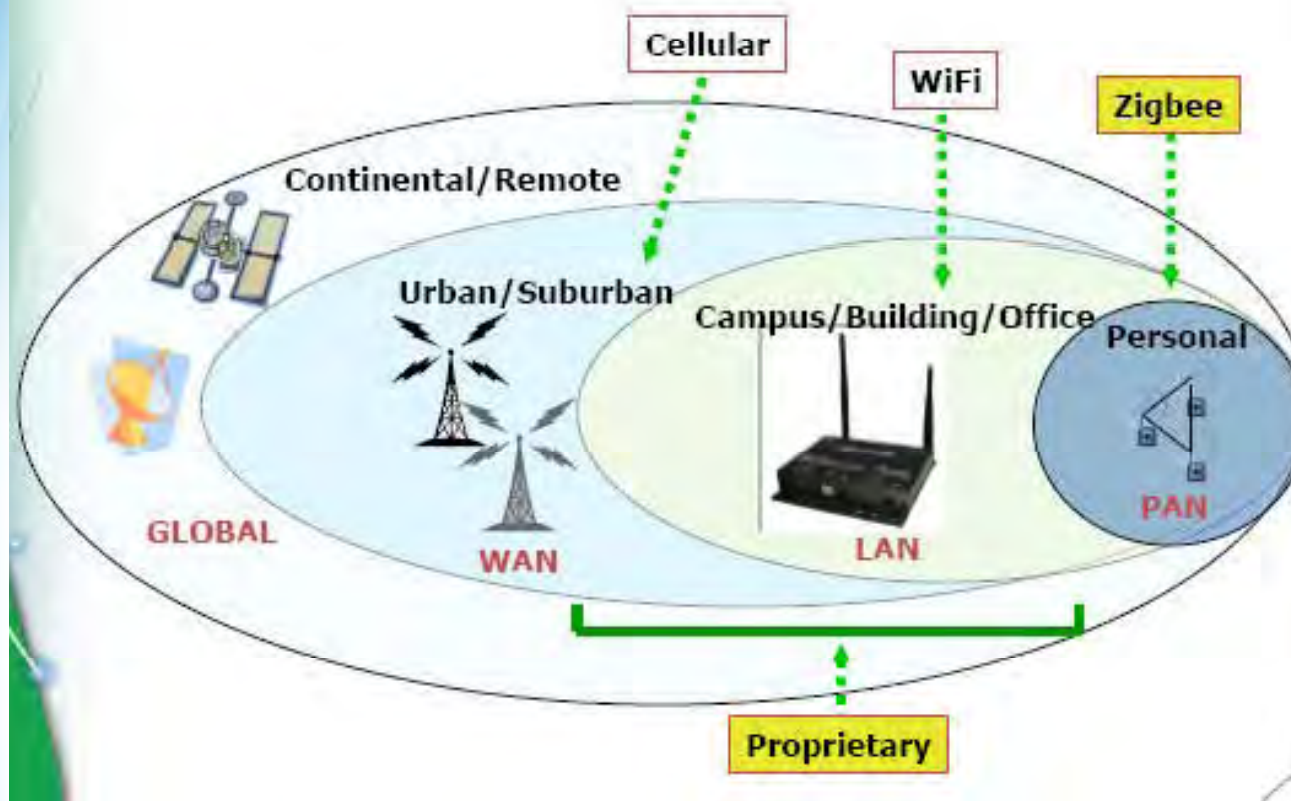 Cellular
WiFi
Zigbee
Continental/Remote
Urban/Suburban
Campus/Building/Office
Personal
GLOBAL
WAN
LAN
PAN
Proprietary